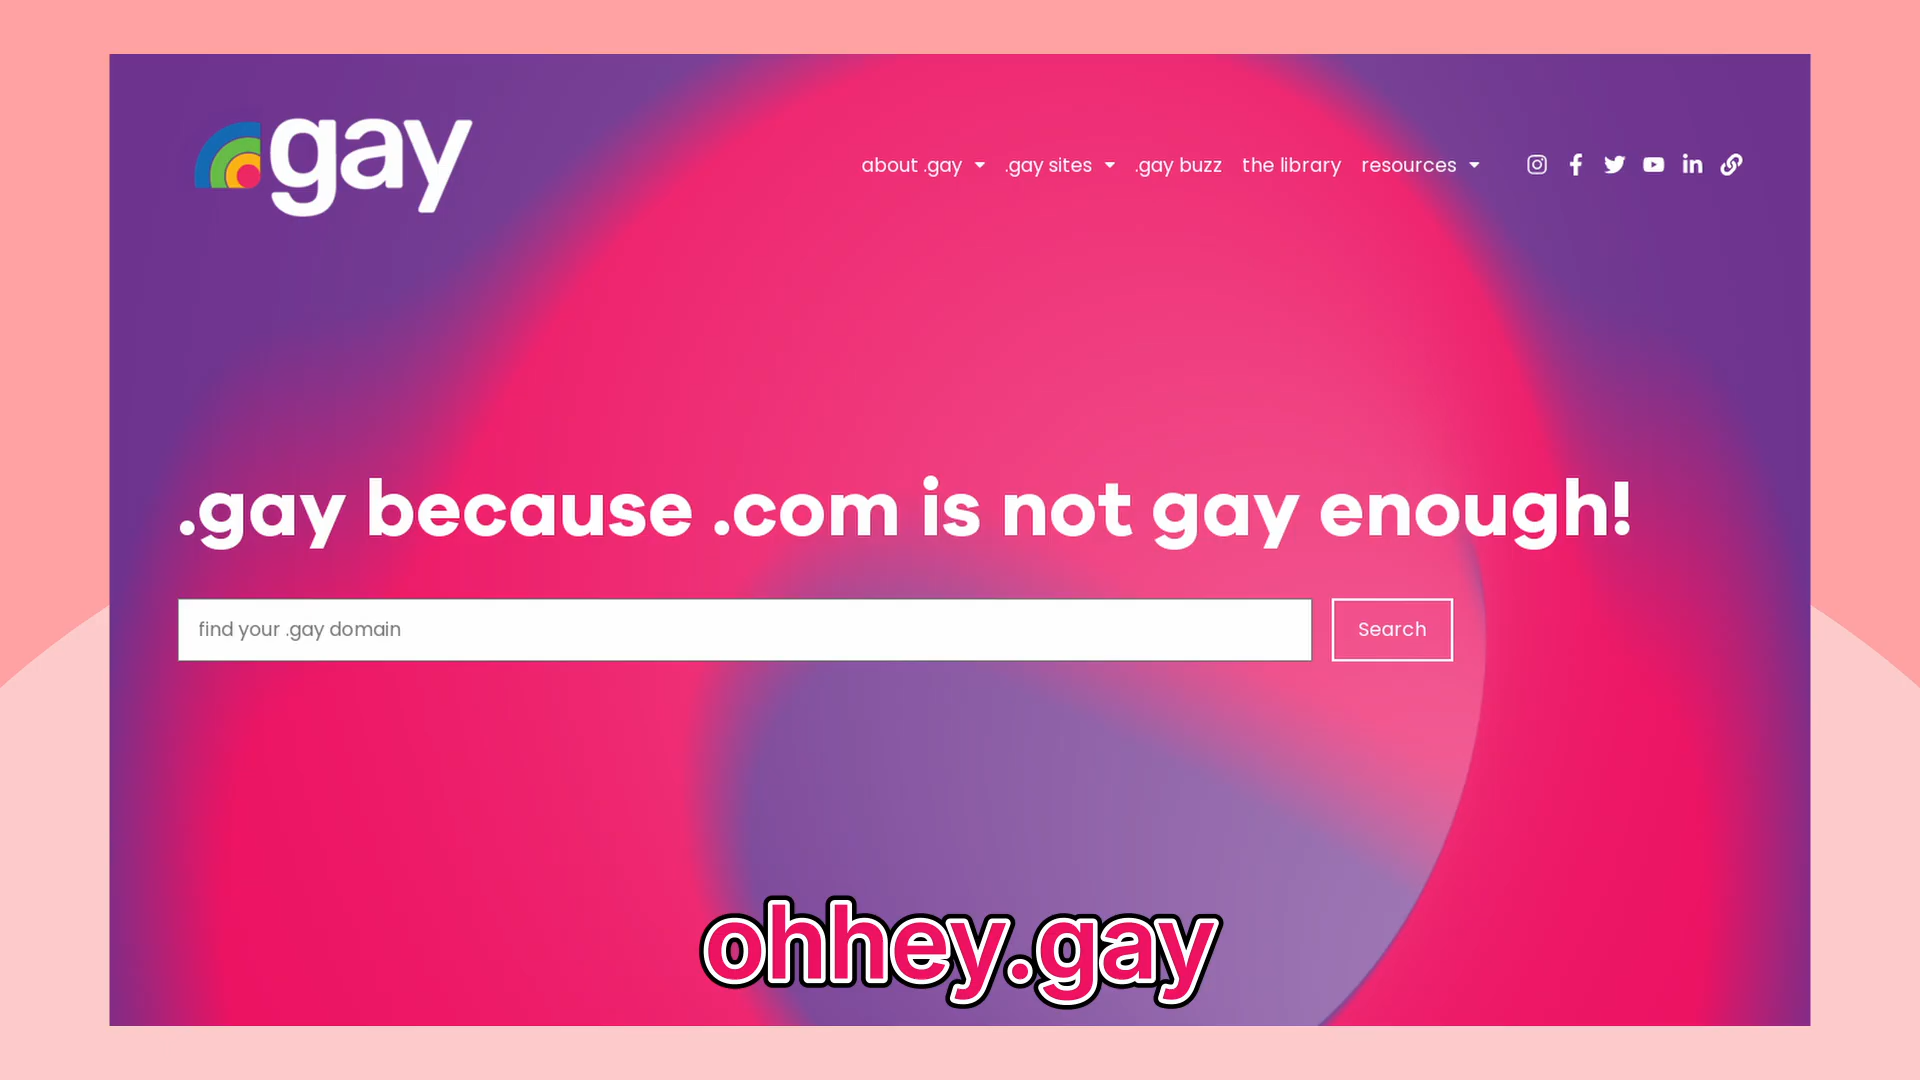 .gay
about .gay .gay sites .gay buzz the library resources
.gay because .com is not gay enough!
find your .gay domain
Search
ohhey.gay